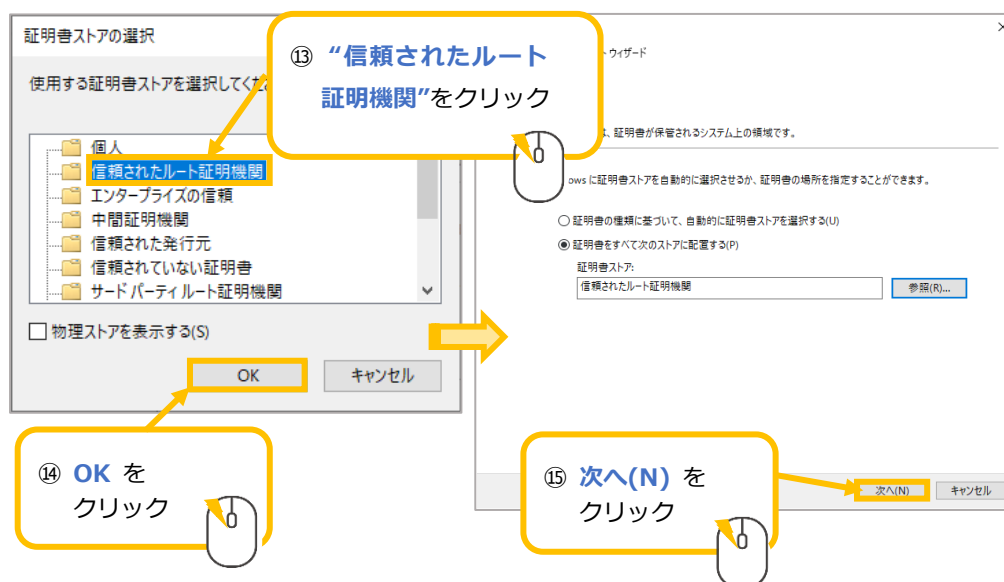 証明書ストアの選択
使用する証明書ストアを選択してくだ
個人
信頼されたルート証明機関
エンタープライズの信頼
中間証明機関
信頼された発行元
信頼されていない証明書
サード パーティ ルート証明機関
物理ストアを表示する(S)
OK
キャンセル
⑬ “信頼されたルート
証明機関”をクリック
⑭ OK を
クリック
ウィザード
、証明書が保管されるシステム上の領域です。
ows に証明書ストアを自動的に選択させるか、証明書の場所を指定することができます。
証明書の種類に基づいて、自動的に証明書ストアを選択する(U)
証明書をすべて次のストアに配置する(P)
証明書ストア:
信頼されたルート証明機関
参照(R)...
⑮ 次へ(N) を
クリック
次へ(N)
キャンセル